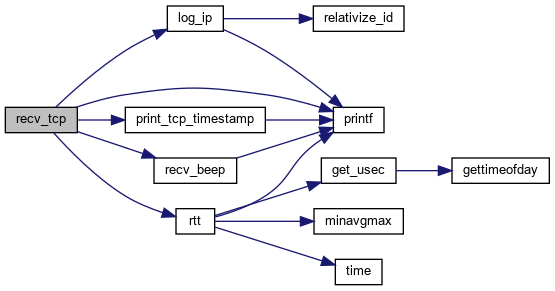 log_ip
relativize_id
recv_tcp
print_tcp_timestamp
printf
recv_beep
get_usec
gettimeofday
rtt
minavgmax
time